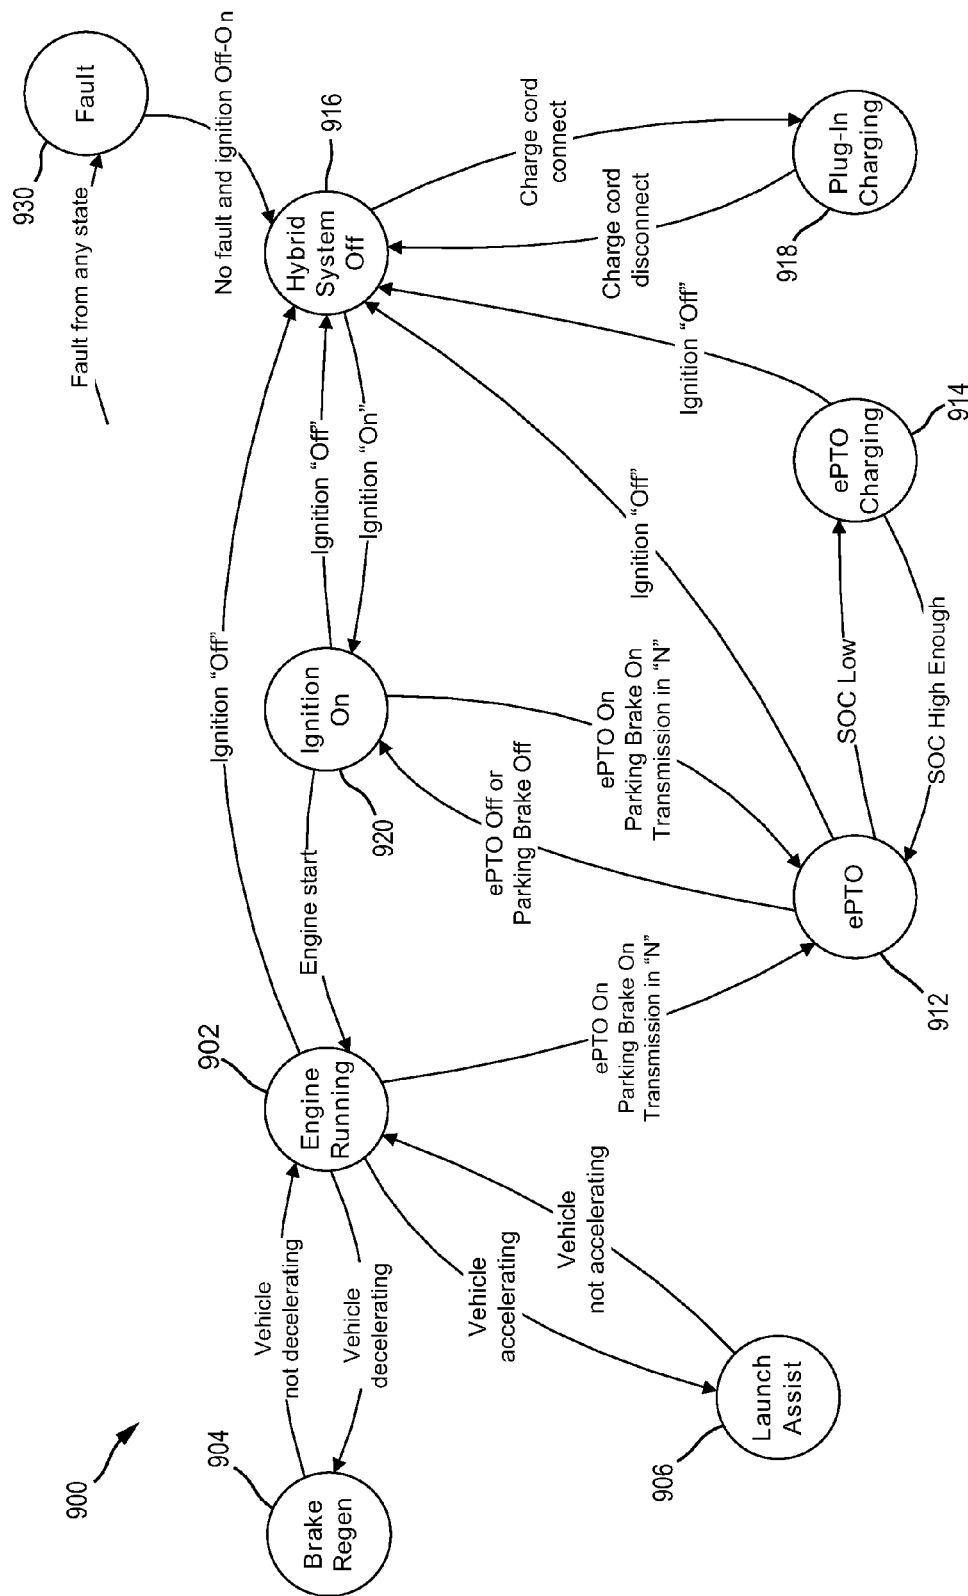 900
904
Brake
Regen
Vehicle
not decelerating
Vehicle
decelerating
902
Engine
Running
Vehicle
accelerating
Vehicle
not accelerating
906
Launch
Assist
Ignition "Off"
Engine start
920
Ignition
On
Ignition "Off"
Ignition "On"
ePTO Off or
Parking Brake Off
ePTO On
Parking Brake On
Transmission in "N"
ePTO On
Parking Brake On
Transmission in "N"
912
ePTO
Ignition "Off"
SOC Low
SOC High Enough
ePTO
Charging
914
Ignition "Off"
Fault from any state
930
Fault
No fault and ignition Off-On
Hybrid
System
Off
916
Charge cord
connect
Charge cord
disconnect
918
Plug-In
Charging